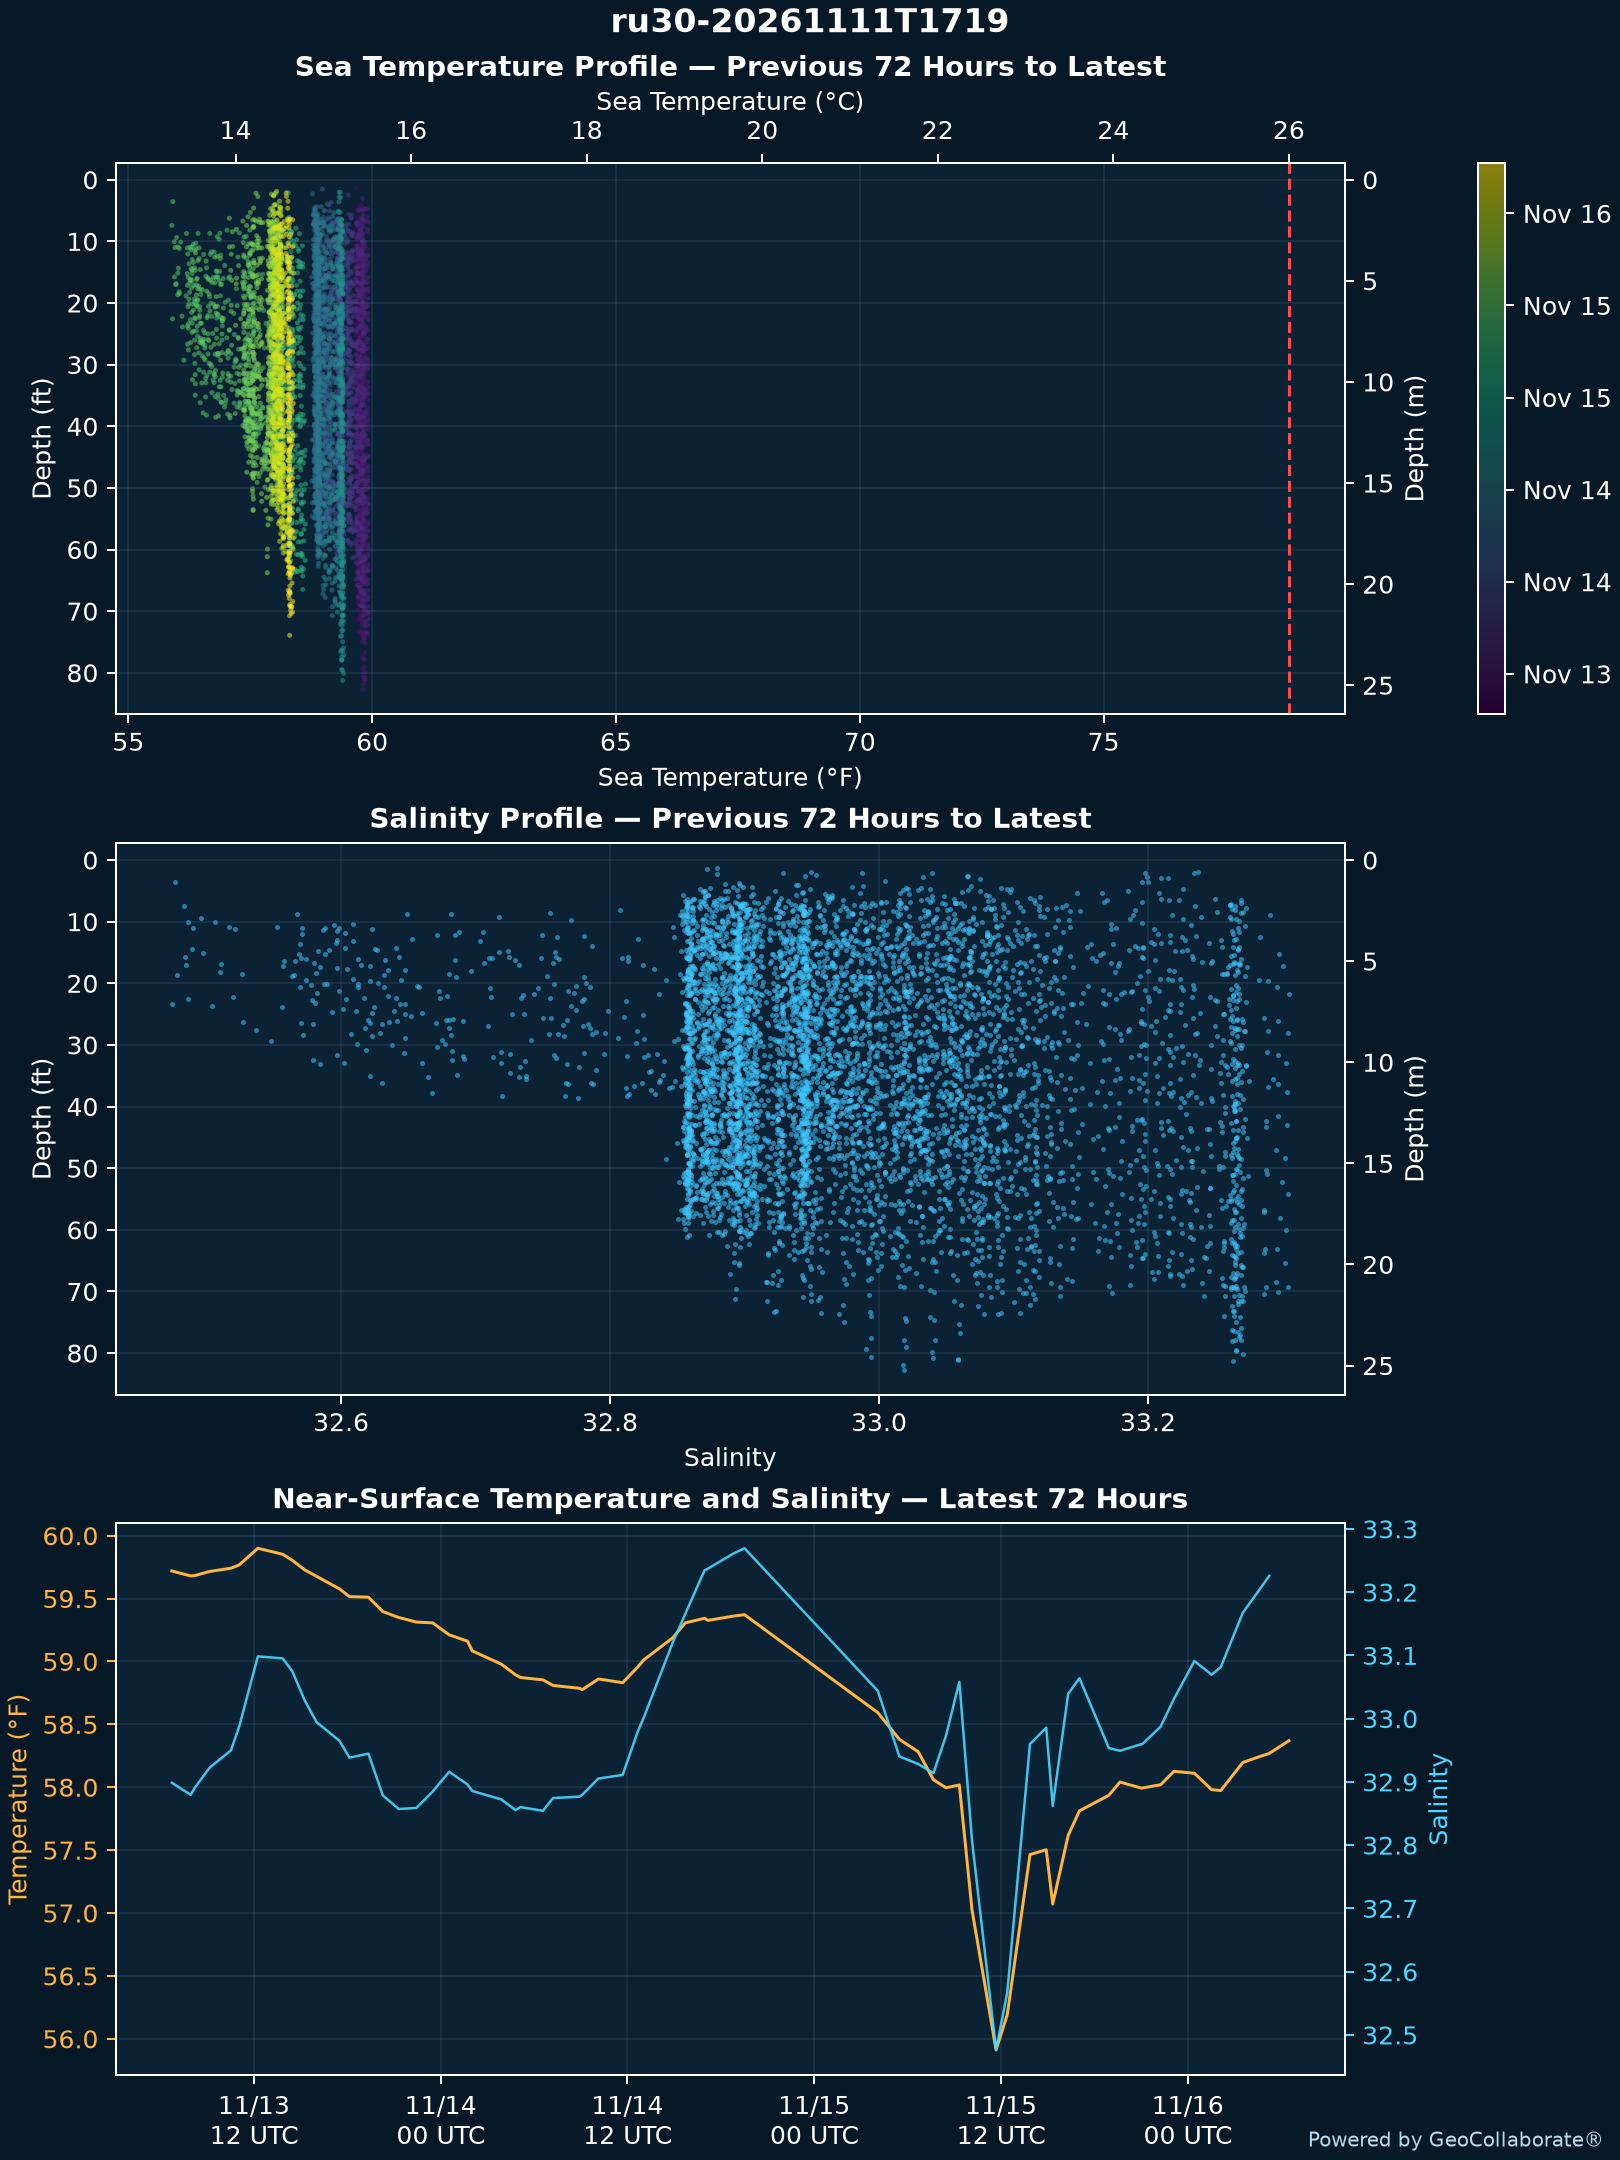 ru30-20261111T1719
Sea Temperature Profile — Previous 72 Hours to Latest
Sea Temperature (°C)
14 16 18 20 22 24 26
0 10 20 30 40 50 60 70 80
Depth (ft)
0 5 10 15 20 25
Depth (m)
Nov 16
Nov 15
Nov 15
Nov 14
Nov 14
Nov 13
55 60 65 70 75
Sea Temperature (°F)
Salinity Profile — Previous 72 Hours to Latest
0 10 20 30 40 50 60 70 80
Depth (ft)
0 5 10 15 20 25
Depth (m)
32.6 32.8 33.0 33.2
Salinity
Near-Surface Temperature and Salinity — Latest 72 Hours
60.0 59.5 59.0 58.5 58.0 57.5 57.0 56.5 56.0
Temperature (°F)
33.3 33.2 33.1 33.0 32.9 32.8 32.7 32.6 32.5
Salinity
11/13 11/14 11/14 11/15 11/15 11/16
12 UTC 00 UTC 12 UTC 00 UTC 12 UTC 00 UTC
Powered by GeoCollaborate®